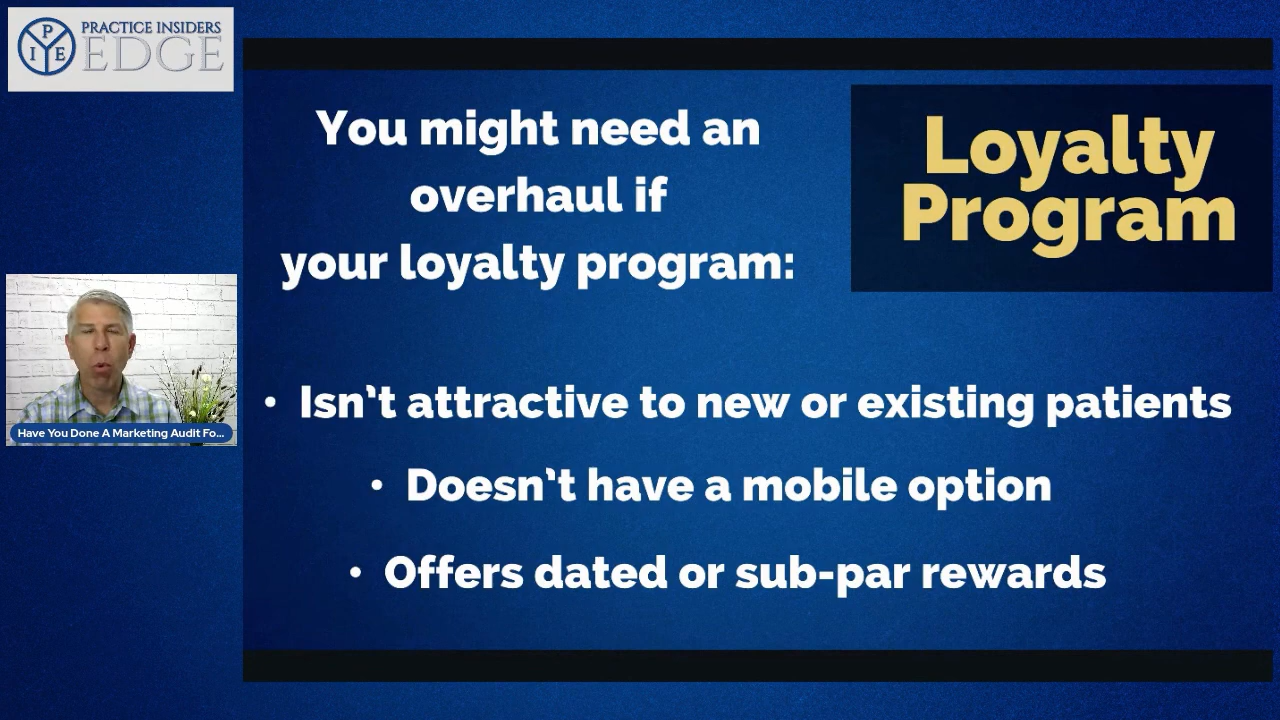 PRACTICE INSIDERS
EDGE
P
I Y E
You might need an
overhaul if
your loyalty program:
Loyalty
Program
• Isn't attractive to new or existing patients
• Doesn't have a mobile option
• Offers dated or sub-par rewards
Have You Done A Marketing Audit Fo...